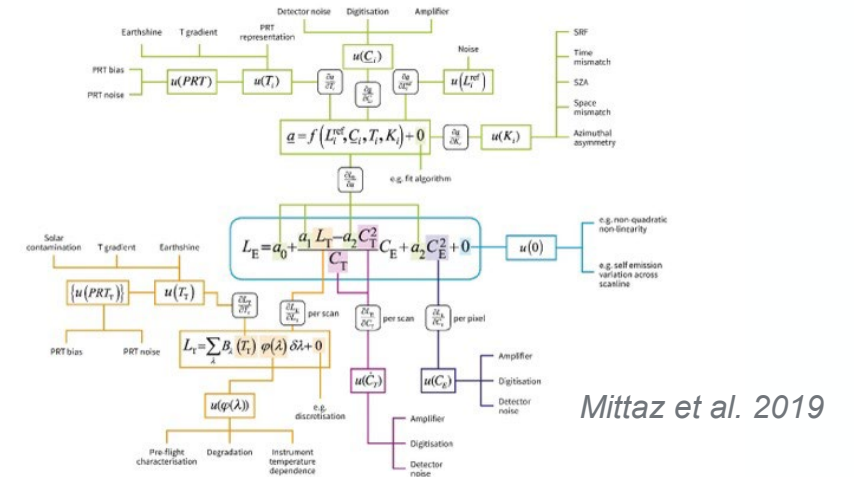 Detector noise
Digitisation
Amplifier
Earthshine
T gradient
PRT
representation
u(C_i)
Noise
SRF
Time
mismatch
SZA
Space
mismatch
Azimuthal
asymmetry
PRT bias
PRT noise
u(PRT)
u(T_i)
u(L_i^ref)
a = f(L_i^ref, C_i, T_i, K_i) + 0
u(K_i)
e.g. fit algorithm
L_E = a_0 + (a_1 L_T − a_2 C_T^2)/C_T C_E + a_2 C_E^2 + 0
u(0)
e.g. non-quadratic
non-linearity
e.g. self emission
variation across
scanline
Solar
contamination
T gradient
Earthshine
{u(PRT_T)}
u(T_T)
PRT bias
PRT noise
per scan
per scan
per pixel
L_T = ∑_λ B_λ(T_T) φ(λ) δλ + 0
u(φ(λ))
e.g.
discretisation
Pre-flight
characterisation
Degradation
Instrument
temperature
dependence
u(C_T)
Amplifier
Digitisation
Detector
noise
u(C_E)
Amplifier
Digitisation
Detector
noise
Mittaz et al. 2019